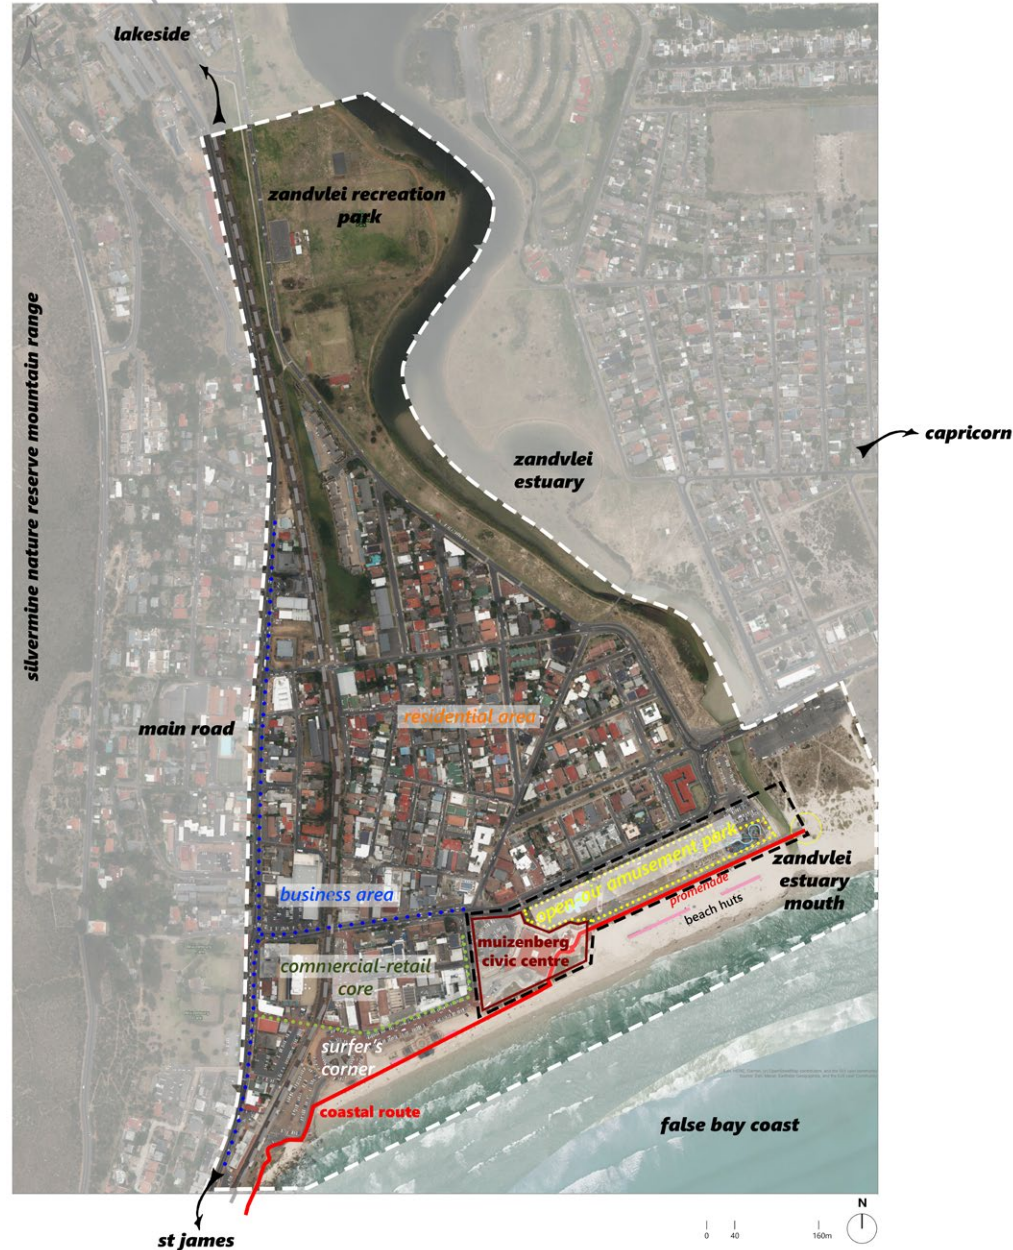 N
lakeside
zandvlei recreation
park
silvermine nature reserve mountain range
capricorn
zandvlei
estuary
residential area
main road
open-air amusement park
business area
promenade
beach huts
zandvlei
estuary
mouth
muizenberg
civic centre
commercial-retail
core
surfer's
corner
coastal route
false bay coast
st james
N
0 40 160m